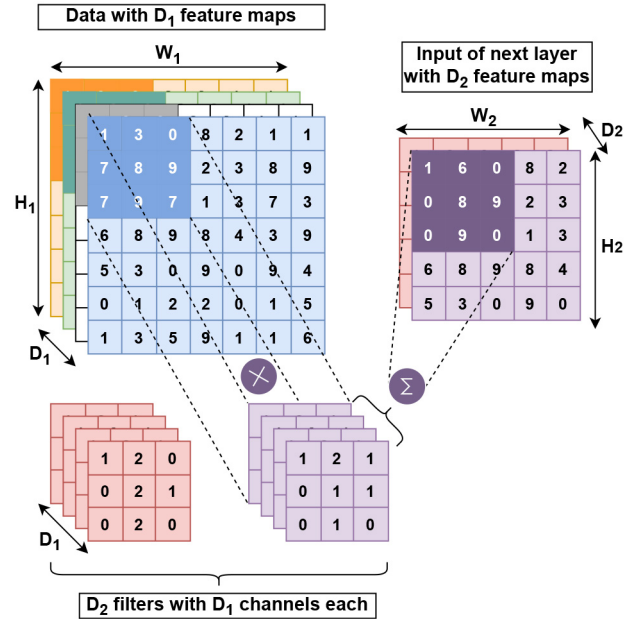 Data with D₁ feature maps
W₁
Input of next layer
with D₂ feature maps
W₂
D₂
H₁
1 3 0 8 2 1 1
7 8 9 2 3 8 9
7 9 7 1 3 7 3
6 8 9 8 4 3 9
5 3 0 9 0 9 4
0 1 2 2 0 1 5
1 3 5 9 1 1 6
D₁
1 6 0 8 2
0 8 9 2 3
0 9 0 1 3
6 8 9 8 4
5 3 0 9 0
H₂
Σ
1 2 0
0 2 1
0 2 0
D₁
1 2 1
0 1 1
0 1 0
D₂ filters with D₁ channels each